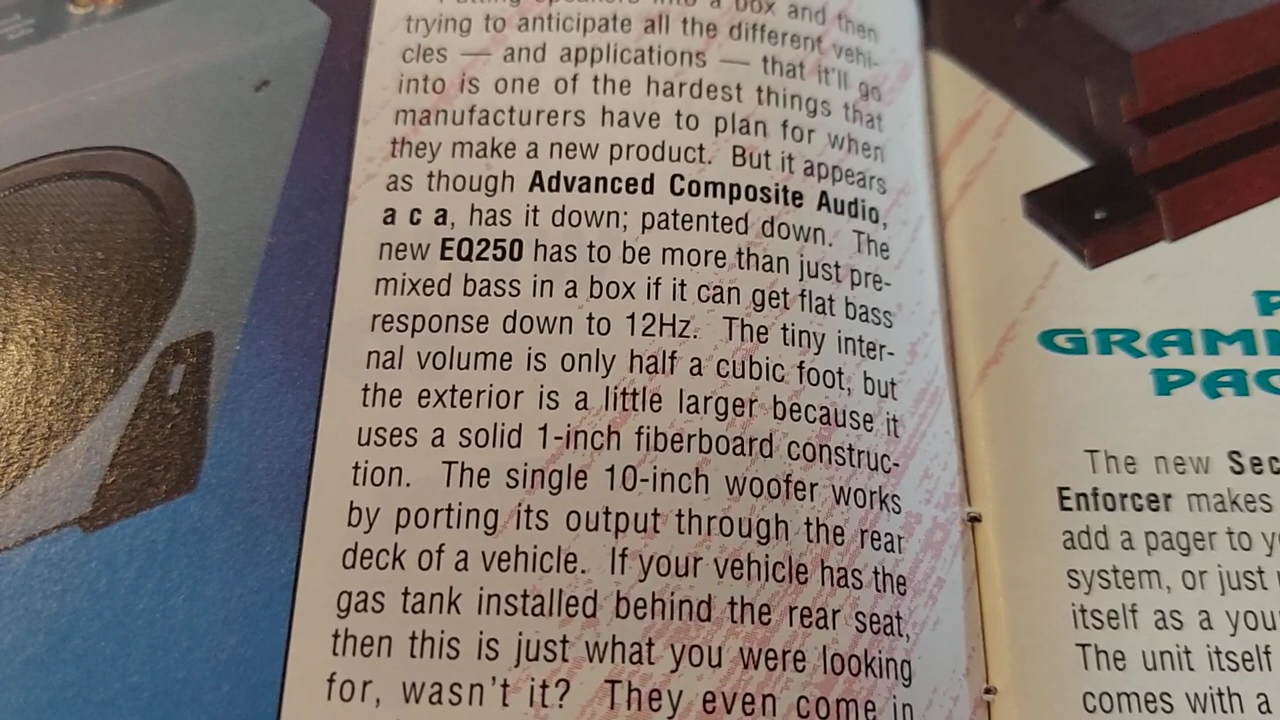 Putting speakers into a box and then
trying to anticipate all the different vehi-
cles — and applications — that it'll go
into is one of the hardest things that
manufacturers have to plan for when
they make a new product. But it appears
as though Advanced Composite Audio,
a c a, has it down; patented down. The
new EQ250 has to be more than just pre-
mixed bass in a box if it can get flat bass
response down to 12Hz. The tiny inter-
nal volume is only half a cubic foot, but
the exterior is a little larger because it
uses a solid 1-inch fiberboard construc-
tion. The single 10-inch woofer works
by porting its output through the rear
deck of a vehicle. If your vehicle has the
gas tank installed behind the rear seat,
then this is just what you were looking
for, wasn't it? They even come in
The new Sec
Enforcer makes
add a pager to y
system, or just
itself as a you
The unit itself
comes with a